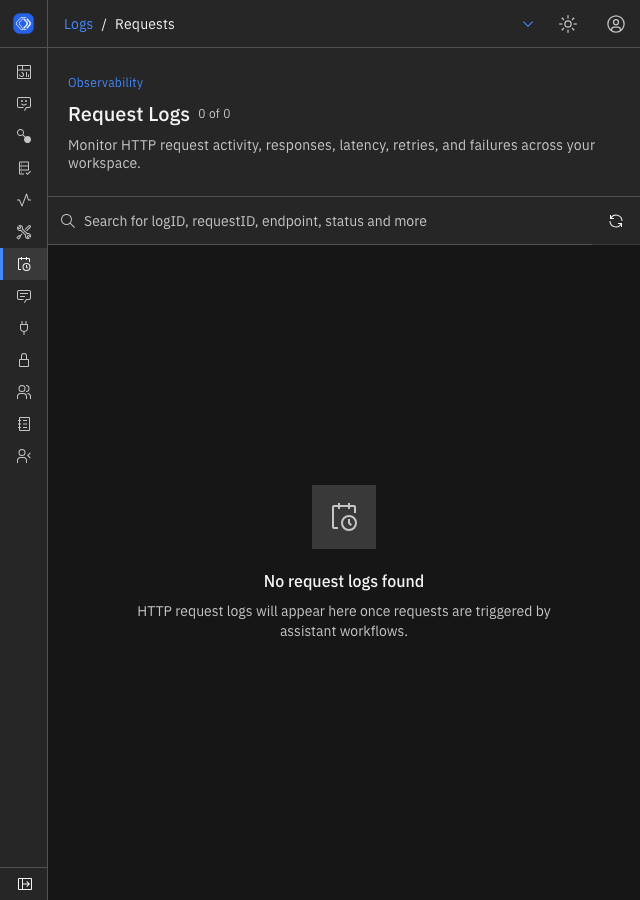 Logs / Requests
Observability
Request Logs 0 of 0
Monitor HTTP request activity, responses, latency, retries, and failures across your
workspace.
Search for logID, requestID, endpoint, status and more
No request logs found
HTTP request logs will appear here once requests are triggered by
assistant workflows.